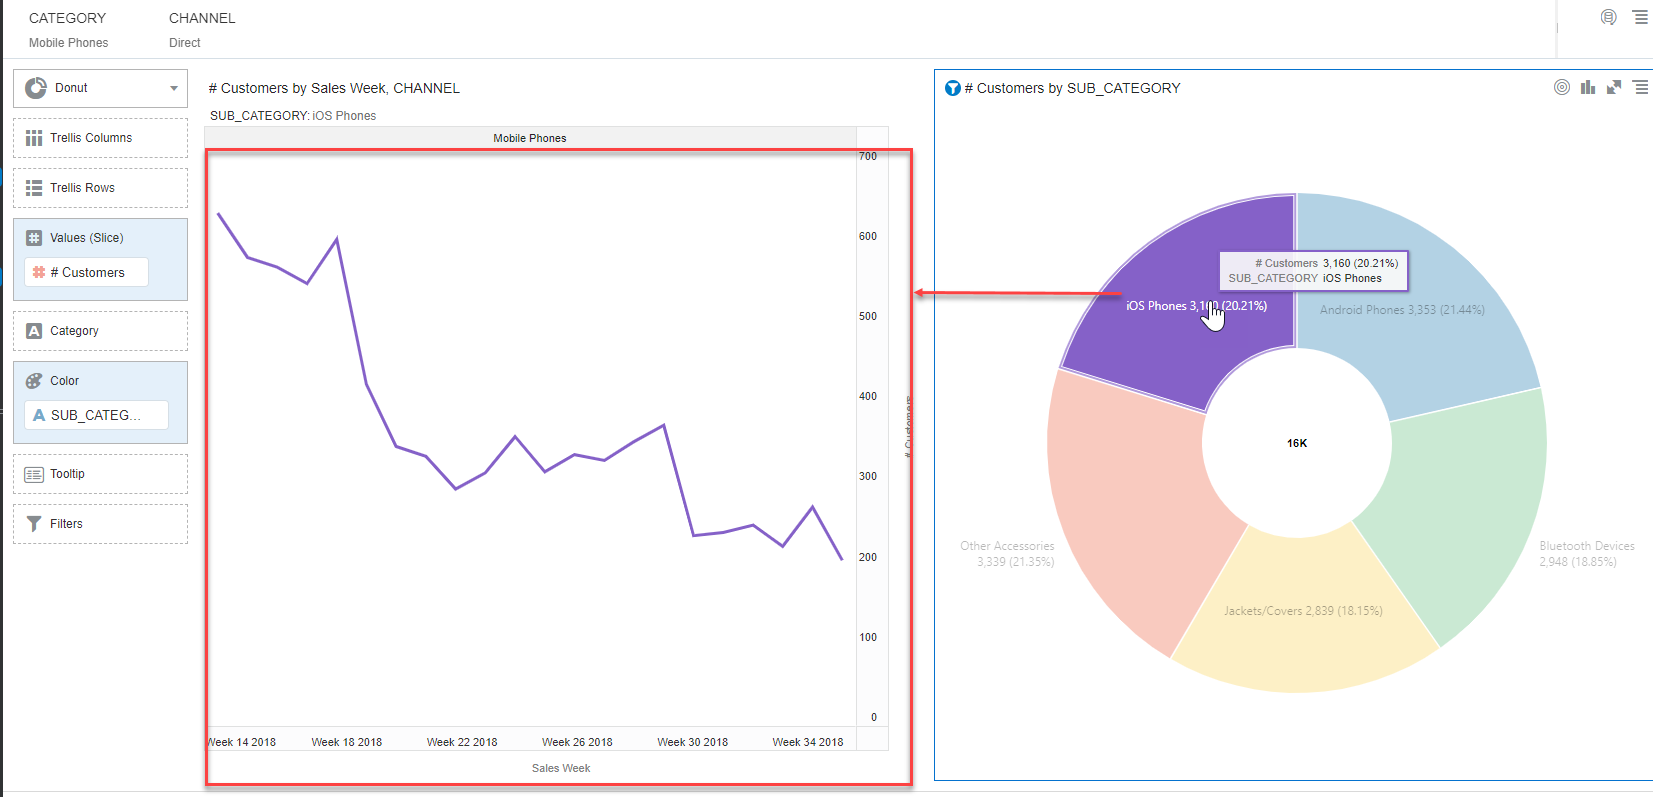 CATEGORY
Mobile Phones
CHANNEL
Direct
Donut
Trellis Columns
Trellis Rows
Values (Slice)
# Customers
Category
Color
A SUB_CATEG...
Tooltip
Filters
# Customers by Sales Week, CHANNEL
SUB_CATEGORY: iOS Phones
Mobile Phones
700
600
500
400
300
200
100
0
# Customers
Week 14 2018
Week 18 2018
Week 22 2018
Week 26 2018
Week 30 2018
Week 34 2018
Sales Week
# Customers by SUB_CATEGORY
# Customers 3,160 (20.21%)
SUB_CATEGORY iOS Phones
iOS Phones 3,160 (20.21%)
Android Phones 3,353 (21.44%)
16K
Other Accessories
3,339 (21.35%)
Bluetooth Devices
2,948 (18.85%)
Jackets/Covers 2,839 (18.15%)